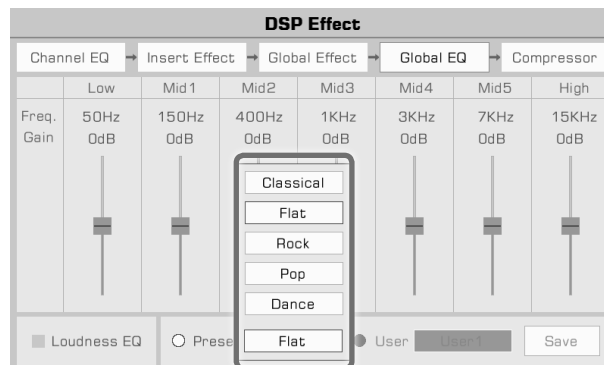 DSP Effect
Channel EQ Insert Effect Global Effect Global EQ Compressor
Low Mid1 Mid2 Mid3 Mid4 Mid5 High
Freq. 50Hz 150Hz 400Hz 1KHz 3KHz 7KHz 15KHz
Gain 0dB 0dB 0dB 0dB 0dB 0dB 0dB
Classical
Flat
Rock
Pop
Dance
Loudness EQ Prese Flat User User1 Save